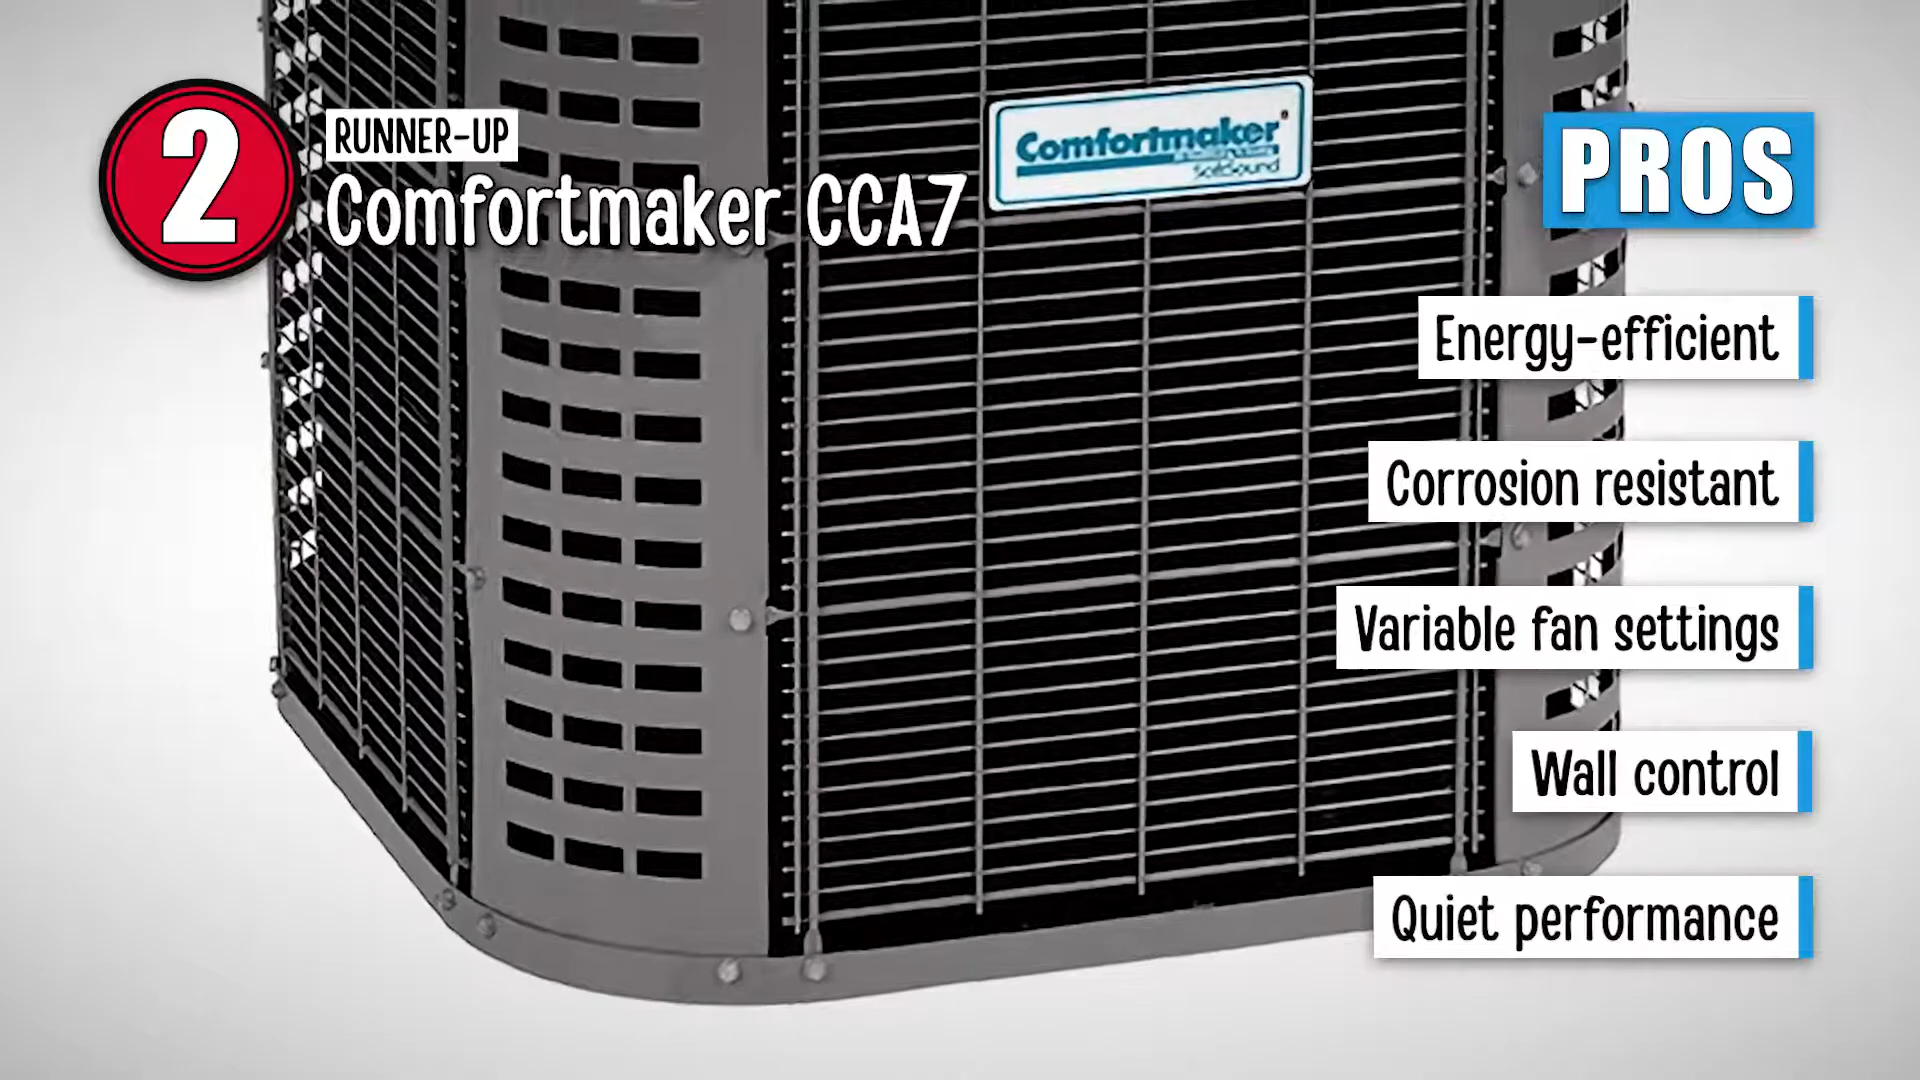 2
RUNNER-UP
Comfortmaker CCA7
Comfortmaker®
SoftSound
PROS
Energy-efficient
Corrosion resistant
Variable fan settings
Wall control
Quiet performance